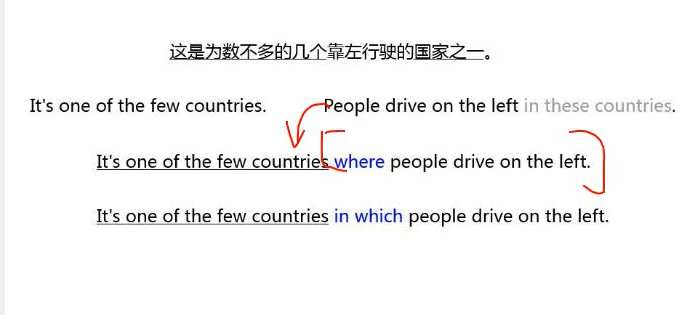 这是为数不多的几个靠左行驶的国家之一。
It's one of the few countries. People drive on the left in these countries.
It's one of the few countries where people drive on the left.
It's one of the few countries in which people drive on the left.